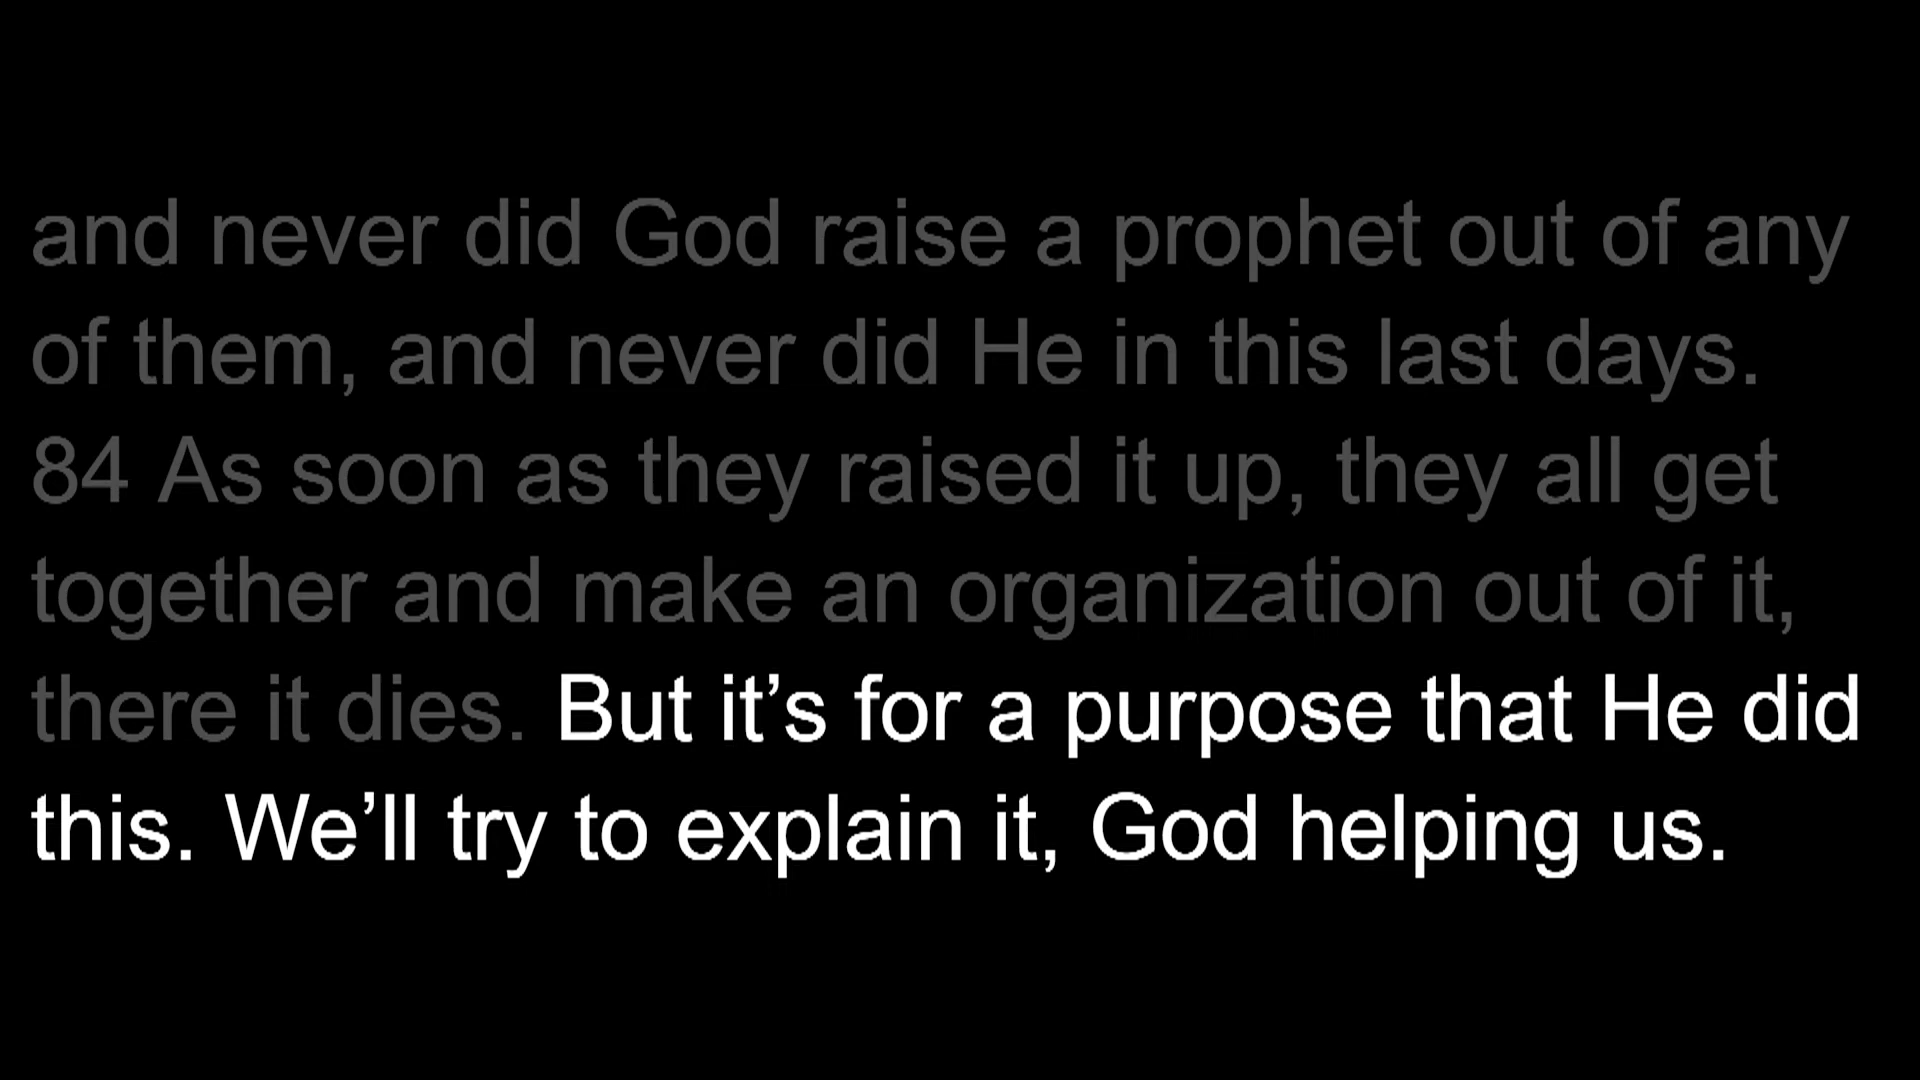 and never did God raise a prophet out of any
of them, and never did He in this last days.
84 As soon as they raised it up, they all get
together and make an organization out of it,
there it dies. But it’s for a purpose that He did
this. We’ll try to explain it, God helping us.